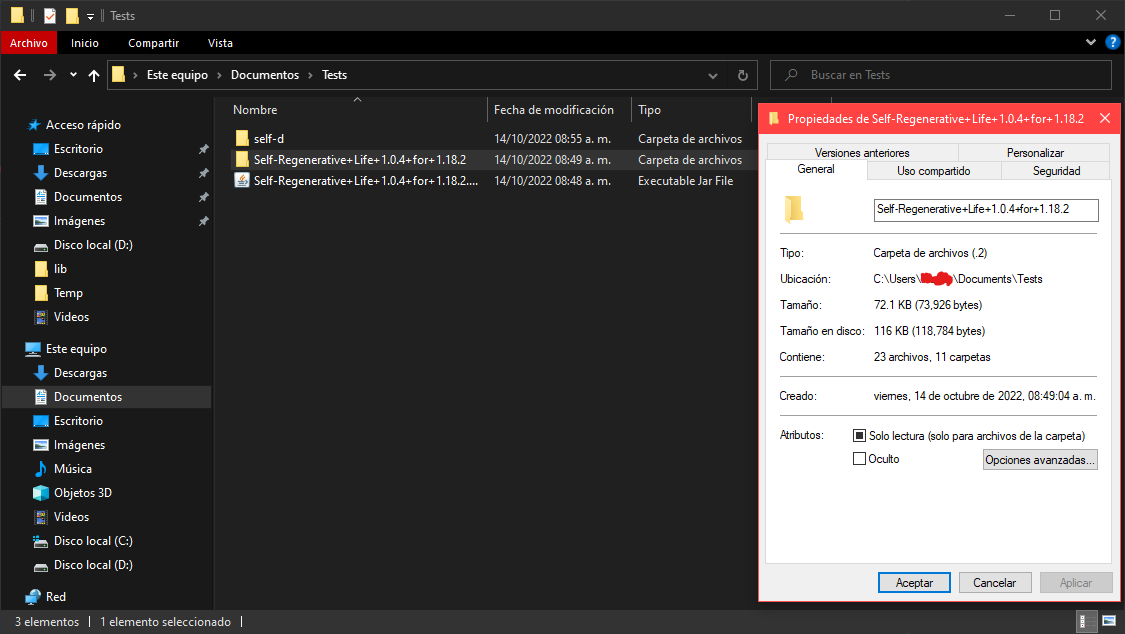 Tests
Archivo Inicio Compartir Vista
Este equipo Documentos Tests
Buscar en Tests
Acceso rápido
Escritorio
Descargas
Documentos
Imágenes
Disco local (D:)
lib
Temp
Videos
Este equipo
Descargas
Documentos
Escritorio
Imágenes
Música
Objetos 3D
Videos
Disco local (C:)
Disco local (D:)
Red
Nombre Fecha de modificación Tipo
self-d 14/10/2022 08:55 a. m. Carpeta de archivos
Self-Regenerative+Life+1.0.4+for+1.18.2 14/10/2022 08:49 a. m. Carpeta de archivos
Self-Regenerative+Life+1.0.4+for+1.18.2.... 14/10/2022 08:48 a. m. Executable Jar File
Propiedades de Self-Regenerative+Life+1.0.4+for+1.18.2
Versiones anteriores Personalizar
General Uso compartido Seguridad
Self-Regenerative+Life+1.0.4+for+1.18.2
Tipo: Carpeta de archivos (.2)
Ubicación: C:\Users\ \Documents\Tests
Tamaño: 72.1 KB (73,926 bytes)
Tamaño en disco: 116 KB (118,784 bytes)
Contiene: 23 archivos, 11 carpetas
Creado: viernes, 14 de octubre de 2022, 08:49:04 a. m.
Atributos: Solo lectura (solo para archivos de la carpeta)
Oculto Opciones avanzadas...
Aceptar Cancelar Aplicar
3 elementos 1 elemento seleccionado